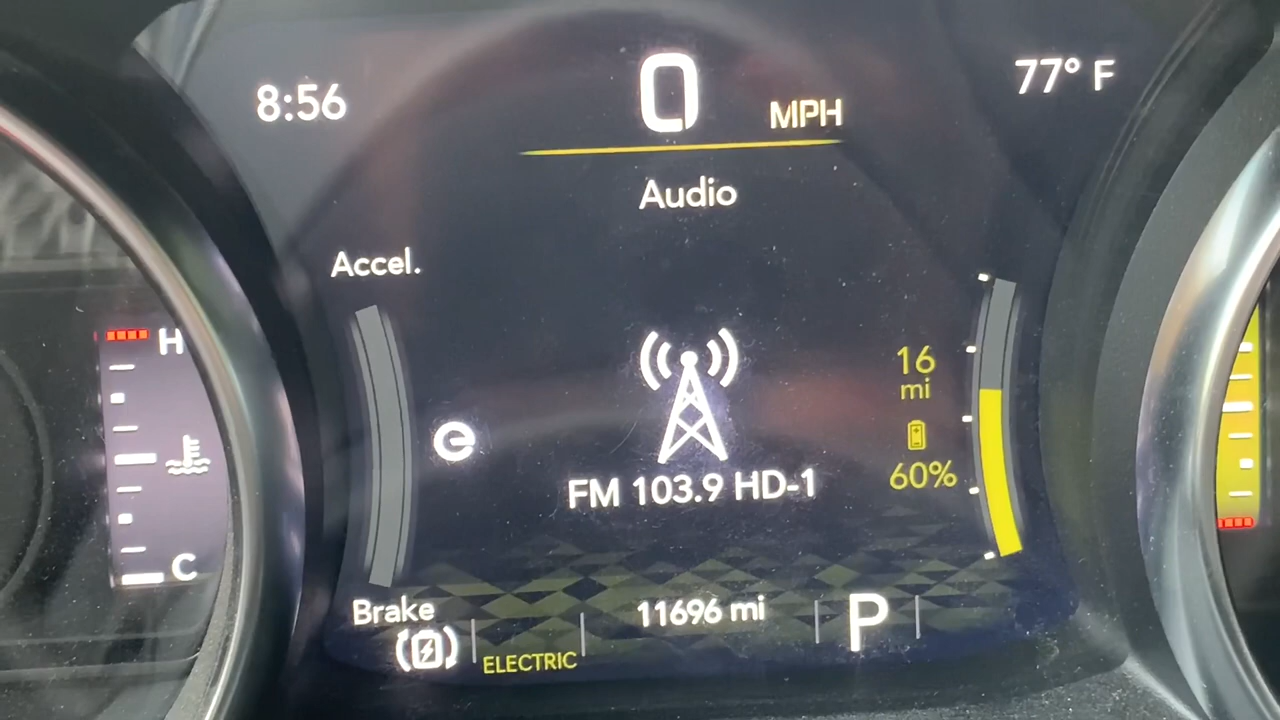 8:56
0 MPH
77° F
Audio
Accel.
H
16
mi
60%
FM 103.9 HD-1
C
Brake
11696 mi
P
ELECTRIC